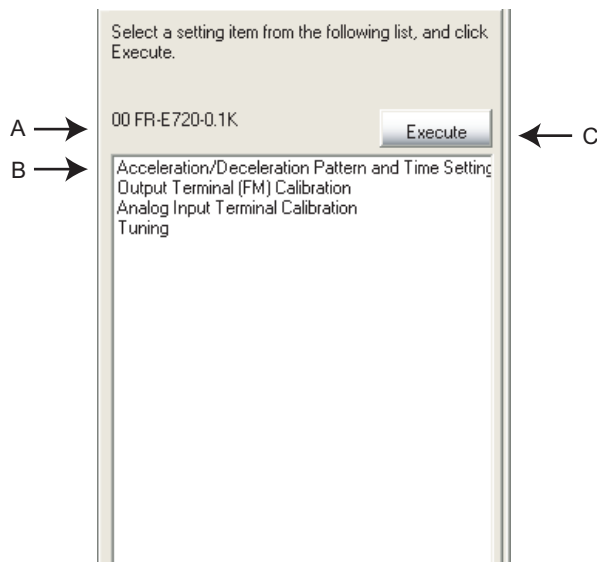 Select a setting item from the following list, and click
Execute.
A
00 FR-E720-0.1K
Execute
C
B
Acceleration/Deceleration Pattern and Time Setting
Output Terminal (FM) Calibration
Analog Input Terminal Calibration
Tuning